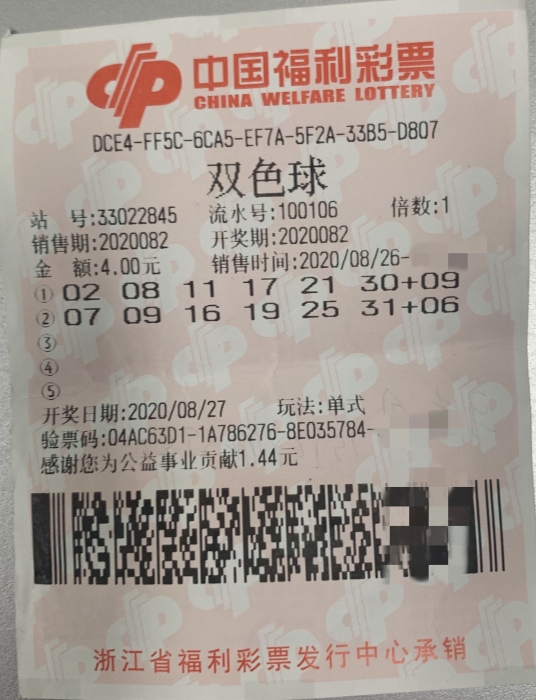 中国福利彩票
CHINA WELFARE LOTTERY
DCE4-FF5C-6CA5-EF7A-5F2A-33B5-D807
双色球
站 号:33022845 流水号:100106 倍数:1
销售期:2020082 开奖期:2020082
金 额:4.00元 销售时间:2020/08/26-
① 02 08 11 17 21 30+09
② 07 09 16 19 25 31+06
③
④
⑤
开奖日期:2020/08/27 玩法:单式
验票码:04AC63D1-1A786276-8E035784-
感谢您为公益事业贡献1.44元
浙江省福利彩票发行中心承销